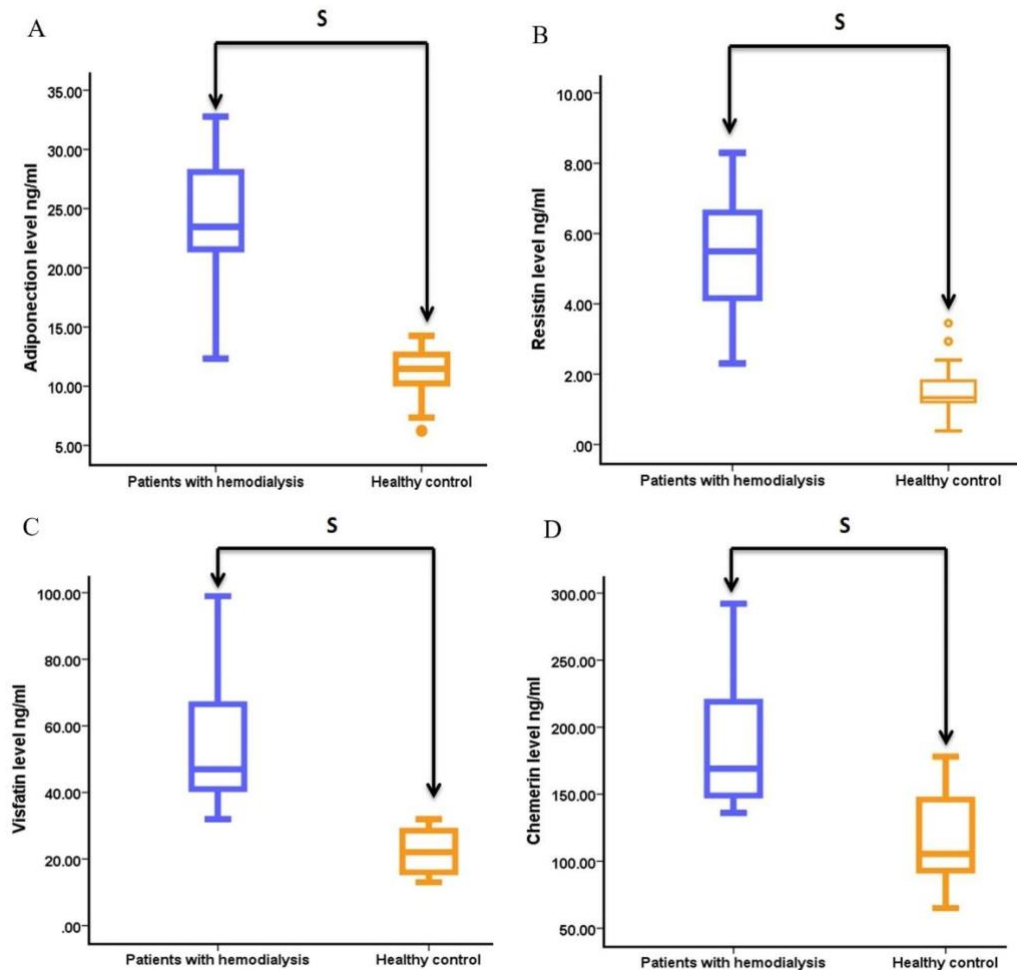 A
S
Adiponection level ng/ml
35.00
30.00
25.00
20.00
15.00
10.00
5.00
Patients with hemodialysis
Healthy control
B
S
Resistin level ng/ml
10.00
8.00
6.00
4.00
2.00
.00
Patients with hemodialysis
Healthy control
C
S
Visfatin level ng/ml
100.00
80.00
60.00
40.00
20.00
.00
Patients with hemodialysis
Healthy control
D
S
Chemerin level ng/ml
300.00
250.00
200.00
150.00
100.00
50.00
Patients with hemodialysis
Healthy control